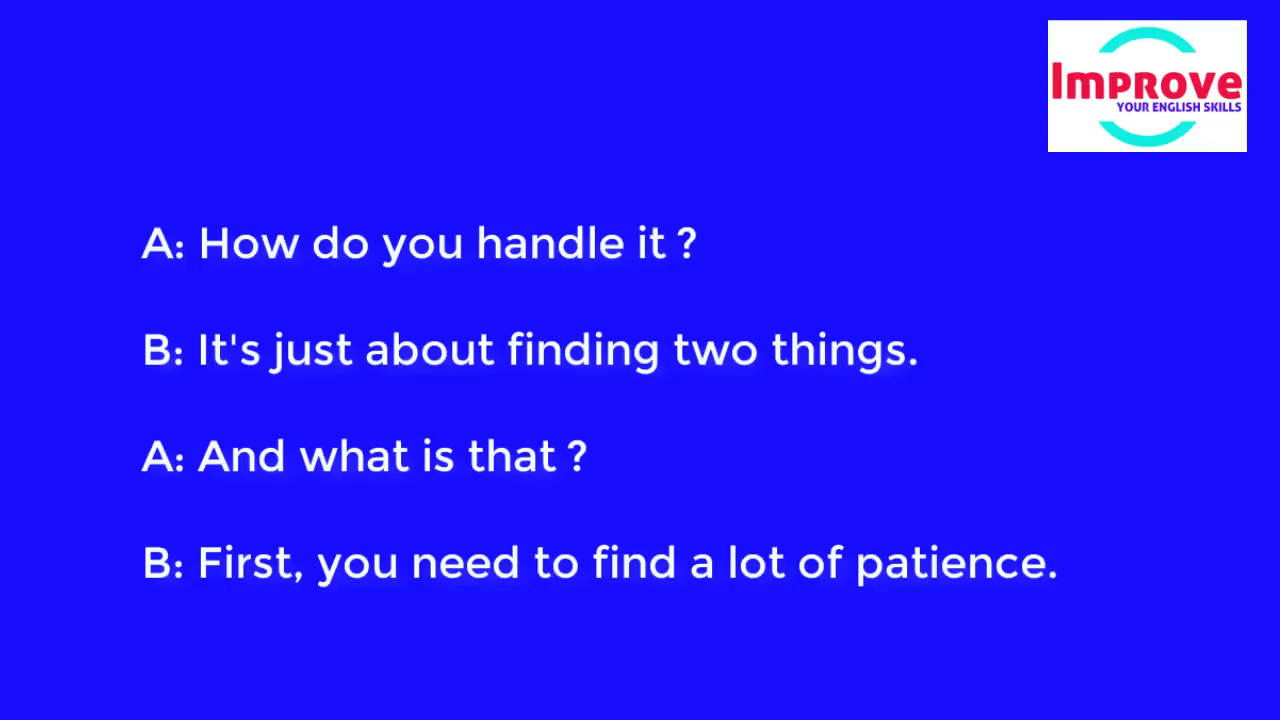 Improve
YOUR ENGLISH SKILLS
A: How do you handle it ?
B: It's just about finding two things.
A: And what is that ?
B: First, you need to find a lot of patience.